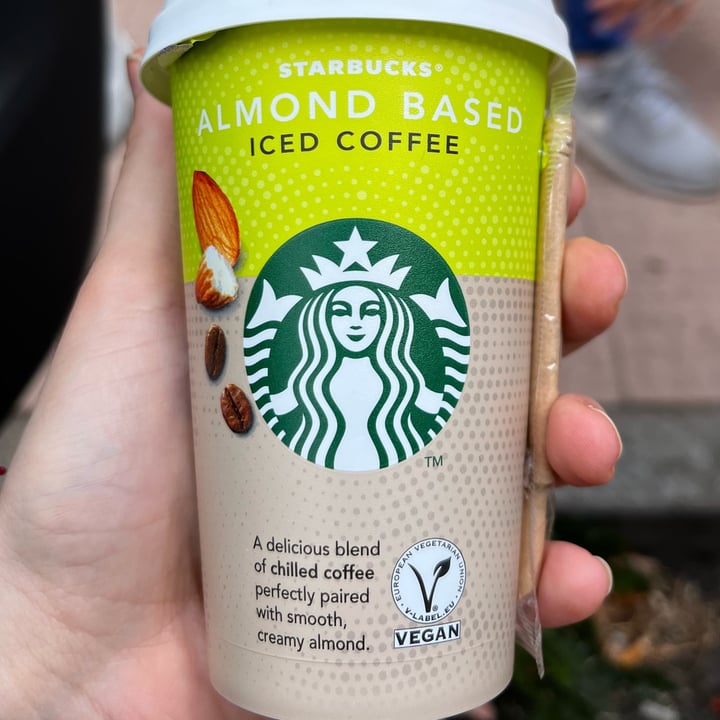 STARBUCKS®
ALMOND BASED
ICED COFFEE
TM
A delicious blend
of chilled coffee
perfectly paired
with smooth,
creamy almond.
EUROPEAN VEGETARIAN UNION
V-LABEL.EU
VEGAN